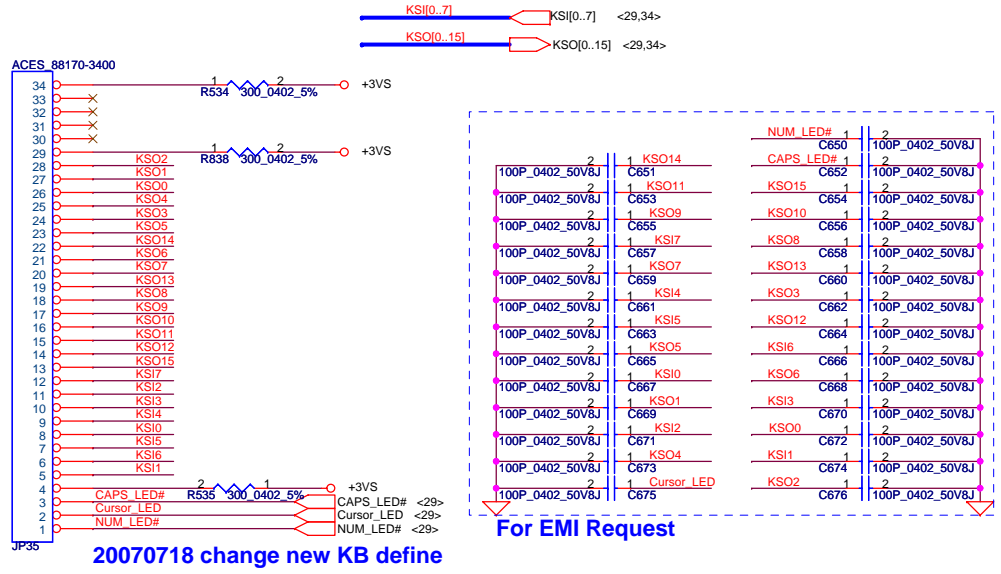 KSI[0..7] KSI[0..7] <29,34>
KSO[0..15] KSO[0..15] <29,34>
ACES_88170-3400
34 1 2 +3VS
R534 300_0402_5%
33
32
31
30
29 1 2 +3VS
R838 300_0402_5%
28 KSO2
27 KSO1
26 KSO0
25 KSO4
24 KSO3
23 KSO5
22 KSO14
21 KSO6
20 KSO7
19 KSO13
18 KSO8
17 KSO9
16 KSO10
15 KSO11
14 KSO12
13 KSO15
12 KSI7
11 KSI2
10 KSI3
9 KSI4
8 KSI0
7 KSI5
6 KSI6
5 KSI1
4 2 1 +3VS
R535 300_0402_5%
3 CAPS_LED# CAPS_LED# <29>
2 Cursor_LED Cursor_LED <29>
1 NUM_LED# NUM_LED# <29>
JP35
20070718 change new KB define
NUM_LED# 1 2
C650 100P_0402_50V8J
2 1 KSO14 CAPS_LED# 1 2
100P_0402_50V8J C651 C652 100P_0402_50V8J
2 1 KSO11 KSO15 1 2
100P_0402_50V8J C653 C654 100P_0402_50V8J
2 1 KSO9 KSO10 1 2
100P_0402_50V8J C655 C656 100P_0402_50V8J
2 1 KSI7 KSO8 1 2
100P_0402_50V8J C657 C658 100P_0402_50V8J
2 1 KSO7 KSO13 1 2
100P_0402_50V8J C659 C660 100P_0402_50V8J
2 1 KSI4 KSO3 1 2
100P_0402_50V8J C661 C662 100P_0402_50V8J
2 1 KSI5 KSO12 1 2
100P_0402_50V8J C663 C664 100P_0402_50V8J
2 1 KSO5 KSI6 1 2
100P_0402_50V8J C665 C666 100P_0402_50V8J
2 1 KSI0 KSO6 1 2
100P_0402_50V8J C667 C668 100P_0402_50V8J
2 1 KSO1 KSI3 1 2
100P_0402_50V8J C669 C670 100P_0402_50V8J
2 1 KSI2 KSO0 1 2
100P_0402_50V8J C671 C672 100P_0402_50V8J
2 1 KSO4 KSI1 1 2
100P_0402_50V8J C673 C674 100P_0402_50V8J
2 1 Cursor_LED KSO2 1 2
100P_0402_50V8J C675 C676 100P_0402_50V8J
For EMI Request